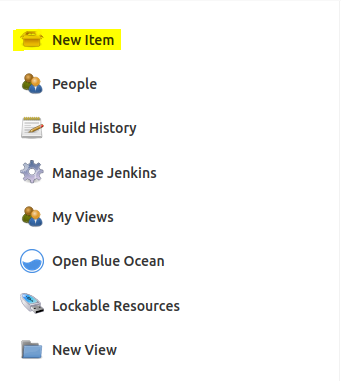 New Item
People
Build History
Manage Jenkins
My Views
Open Blue Ocean
Lockable Resources
New View